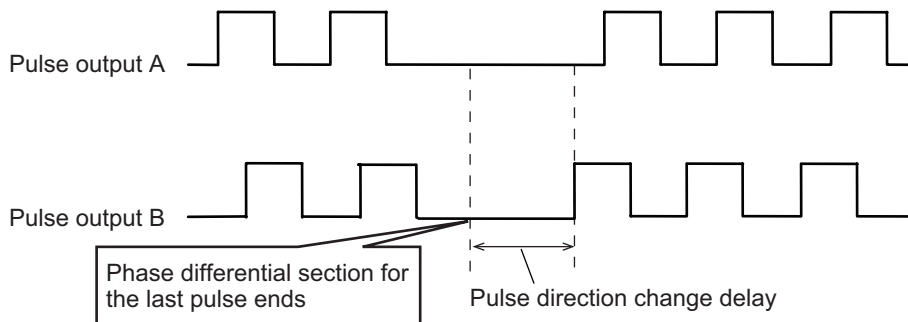 Pulse output A
Pulse output B
Phase differential section for
the last pulse ends
Pulse direction change delay